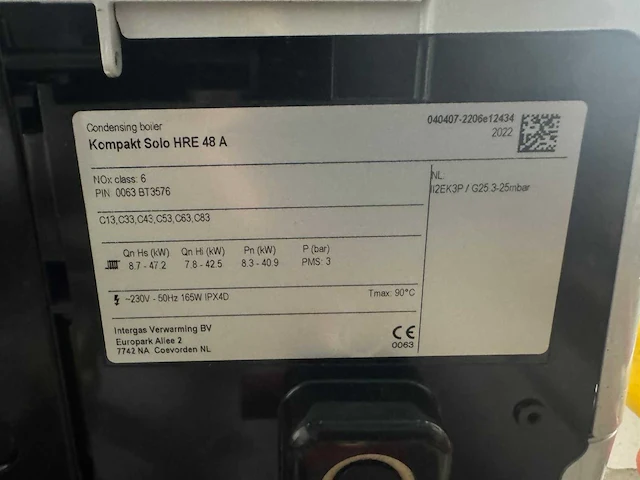 Condensing boiler
Kompakt Solo HRE 48 A
040407-2206e12434
2022
NOx class: 6
PIN 0063 BT3576
NL:
II2EK3P / G25.3-25mbar
C13,C33,C43,C53,C63,C83
Qn Hs (kW) Qn Hi (kW) Pn (kW) P (bar)
8.7 - 47.2 7.8 - 42.5 8.3 - 40.9 PMS: 3
~230V - 50Hz 165W IPX4D Tmax: 90°C
Intergas Verwarming BV
Europark Allee 2
7742 NA Coevorden NL
CE
0063